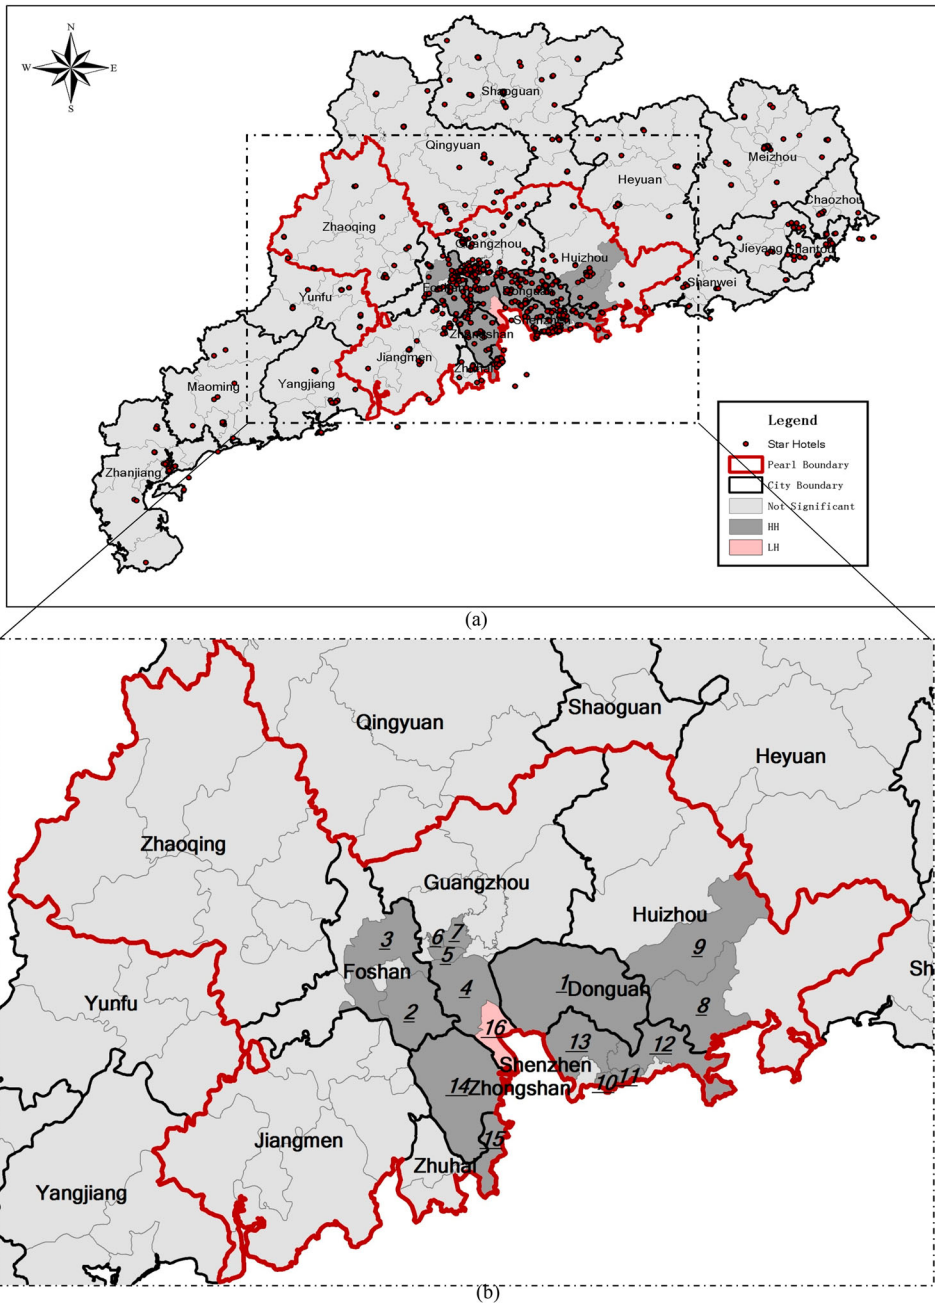 N
W
E
S
Shaoguan
Qingyuan
Meizhou
Heyuan
Chaozhou
Zhaoqing
Guangzhou
Jieyang
Shantou
Huizhou
Foshan
Donguan
Shanwei
Yunfu
Shenzhen
Zhongshan
Jiangmen
Zhuhai
Yangjiang
Maoming
Zhanjiang
Legend
Star Hotels
Pearl Boundary
City Boundary
Not Significant
HH
LH
(a)
Shaoguan
Qingyuan
Heyuan
Zhaoqing
Guangzhou
Huizhou
3
6
7
5
9
Foshan
Sh
4
1
Donguan
Yunfu
2
8
16
13
12
Shenzhen
10
11
14
Zhongshan
15
Jiangmen
Zhuhai
Yangjiang
(b)